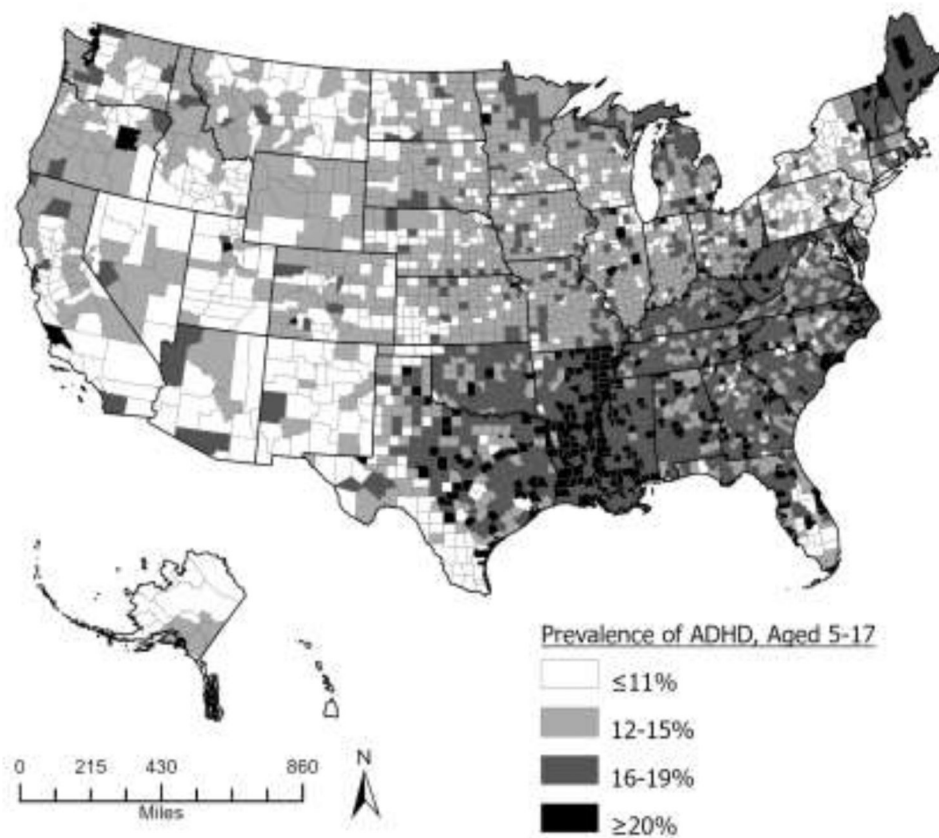 Prevalence of ADHD, Aged 5-17
≤11%
12-15%
16-19%
≥20%
0 215 430 860
Miles
N